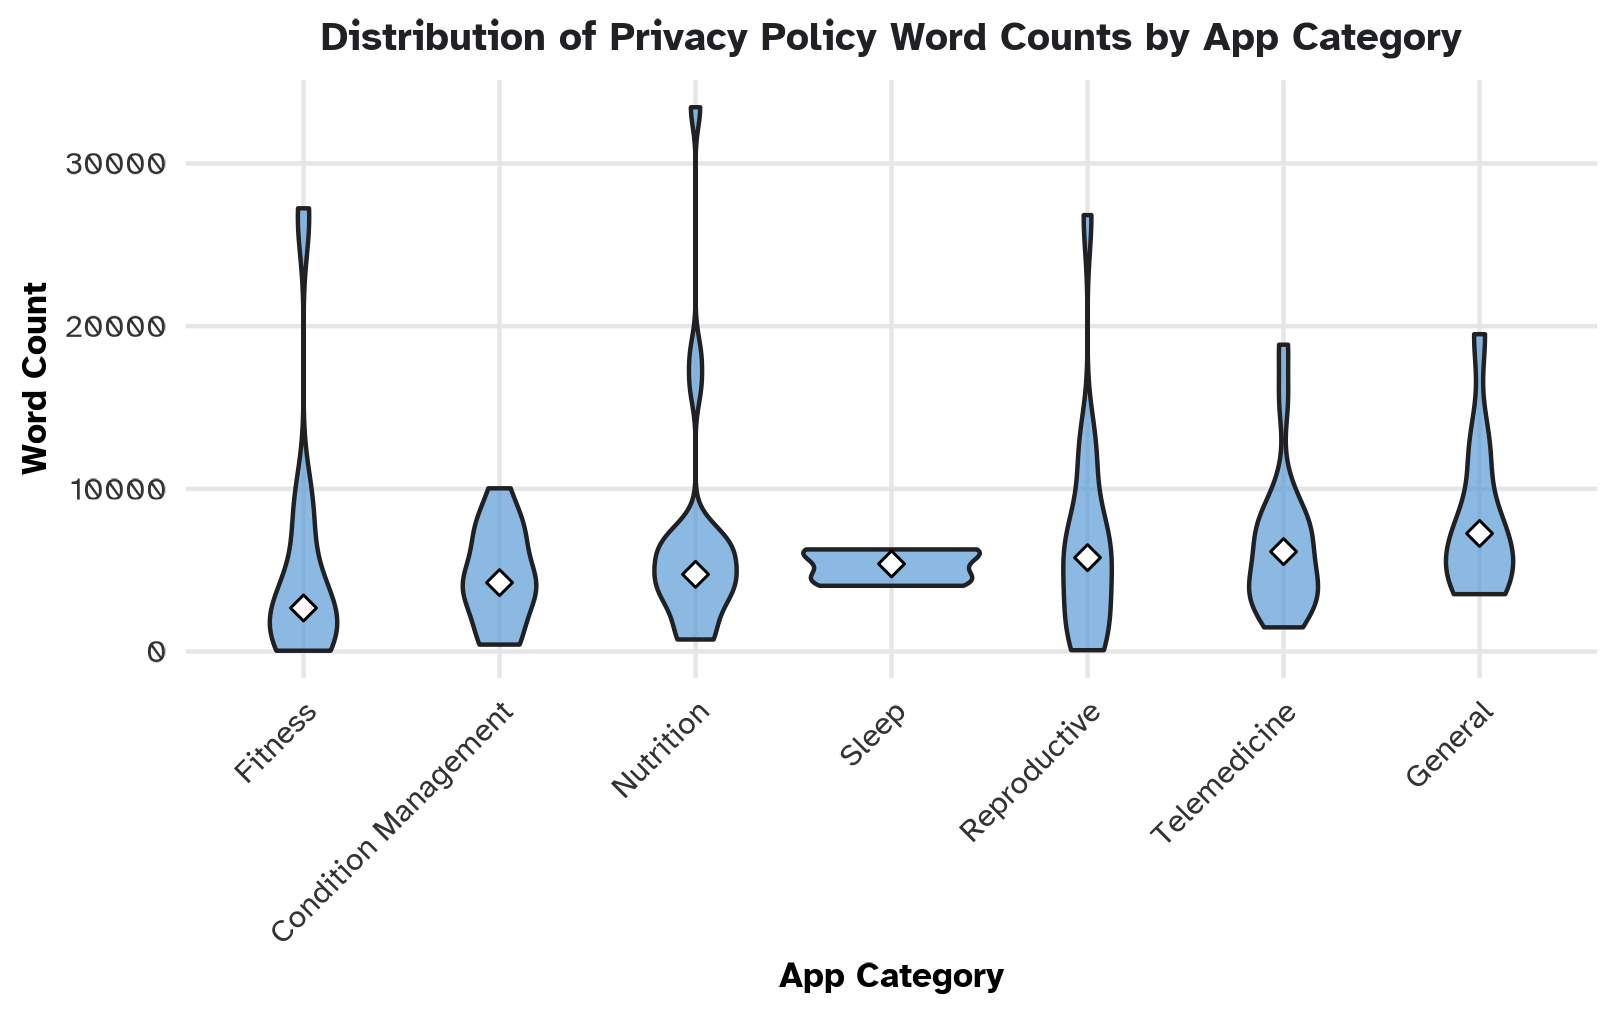 Distribution of Privacy Policy Word Counts by App Category
Word Count
30000
20000
10000
0
Fitness
Condition Management
Nutrition
Sleep
Reproductive
Telemedicine
General
App Category